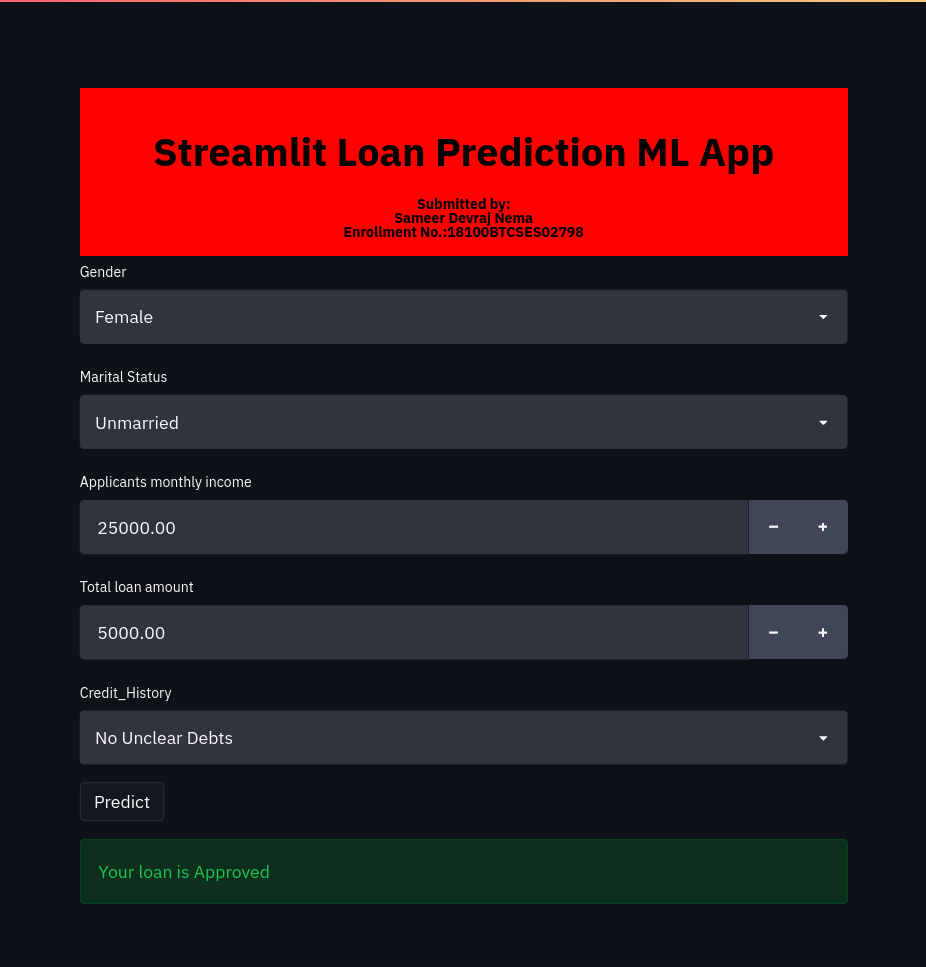 Streamlit Loan Prediction ML App
Submitted by:
Sameer Devraj Nema
Enrollment No.:18100BTCSES02798
Gender
Female
Marital Status
Unmarried
Applicants monthly income
25000.00
− +
Total loan amount
5000.00
− +
Credit_History
No Unclear Debts
Predict
Your loan is Approved